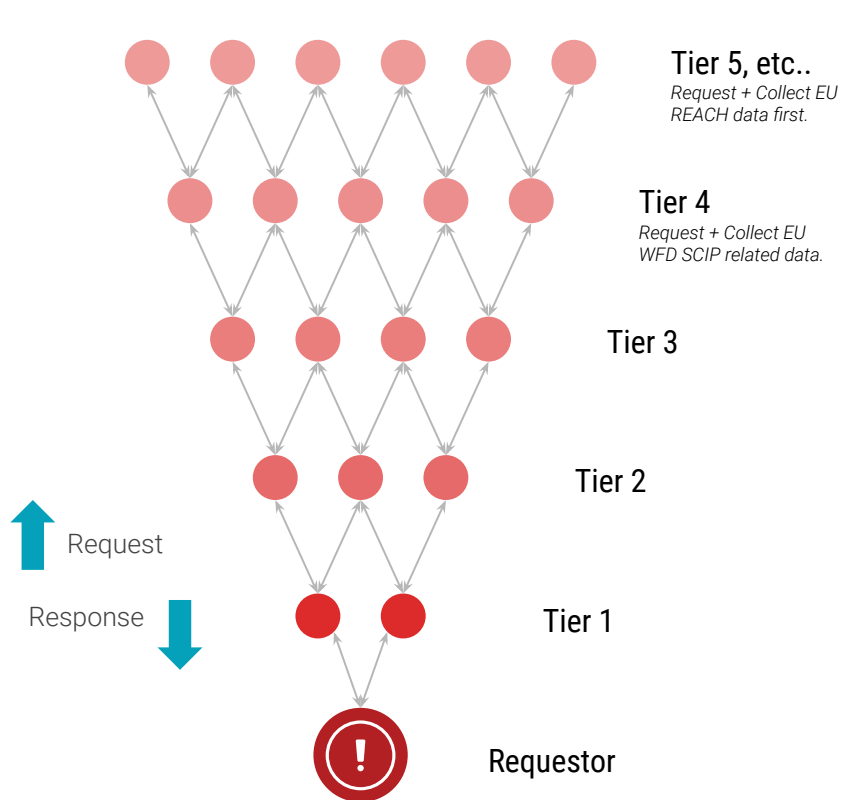 Tier 5, etc..
Request + Collect EU
REACH data first.
Tier 4
Request + Collect EU
WFD SCIP related data.
Tier 3
Tier 2
Request
Response
Tier 1
!
Requestor